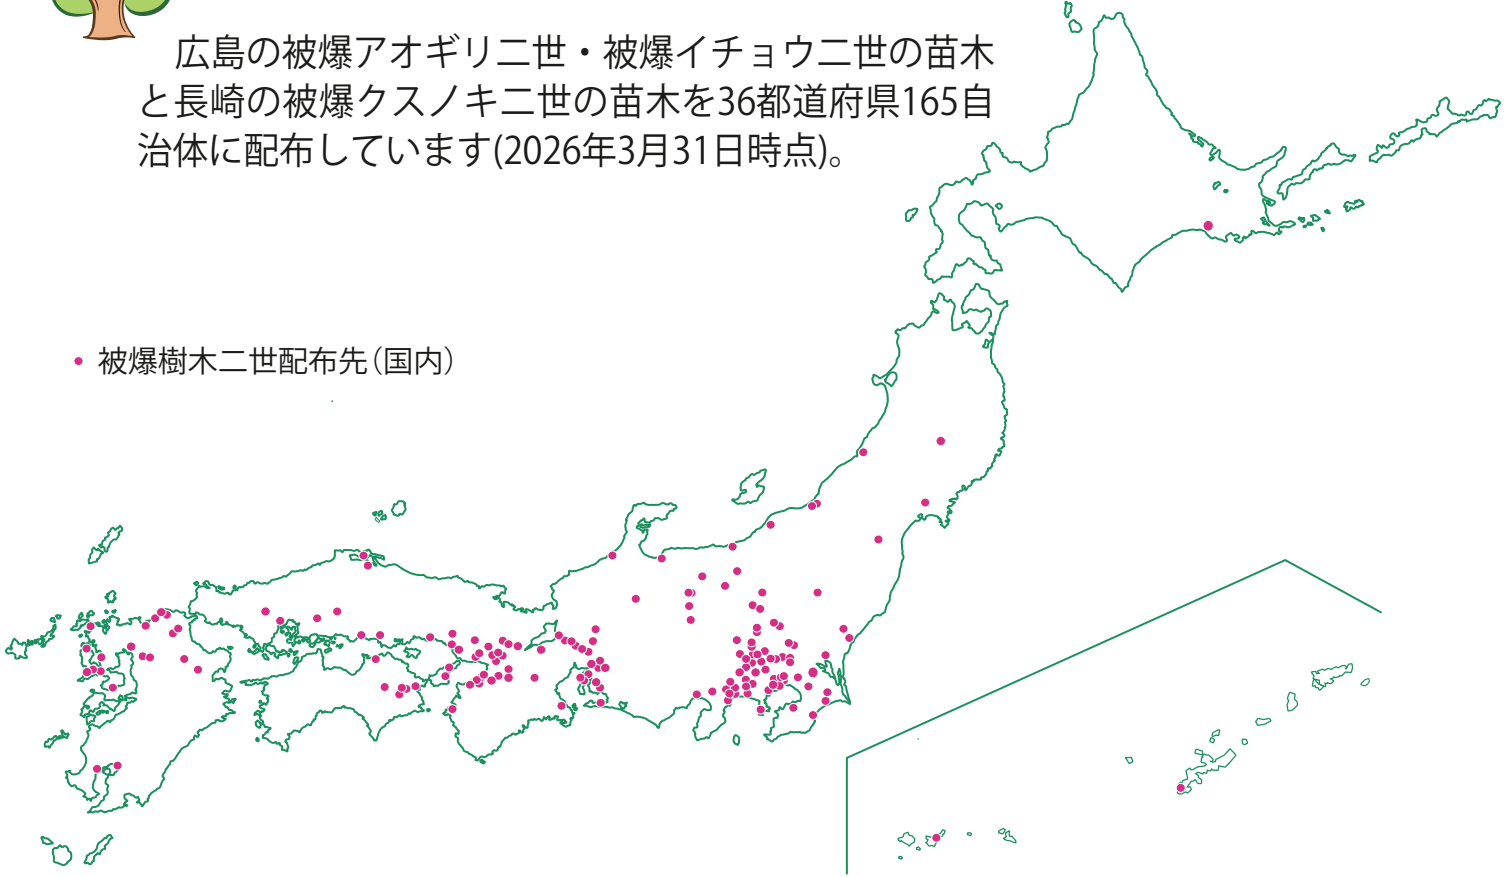 広島の被爆アオギリ二世・被爆イチョウ二世の苗木
と長崎の被爆クスノキ二世の苗木を36都道府県165自
治体に配布しています(2026年3月31日時点)。
• 被爆樹木二世配布先（国内）